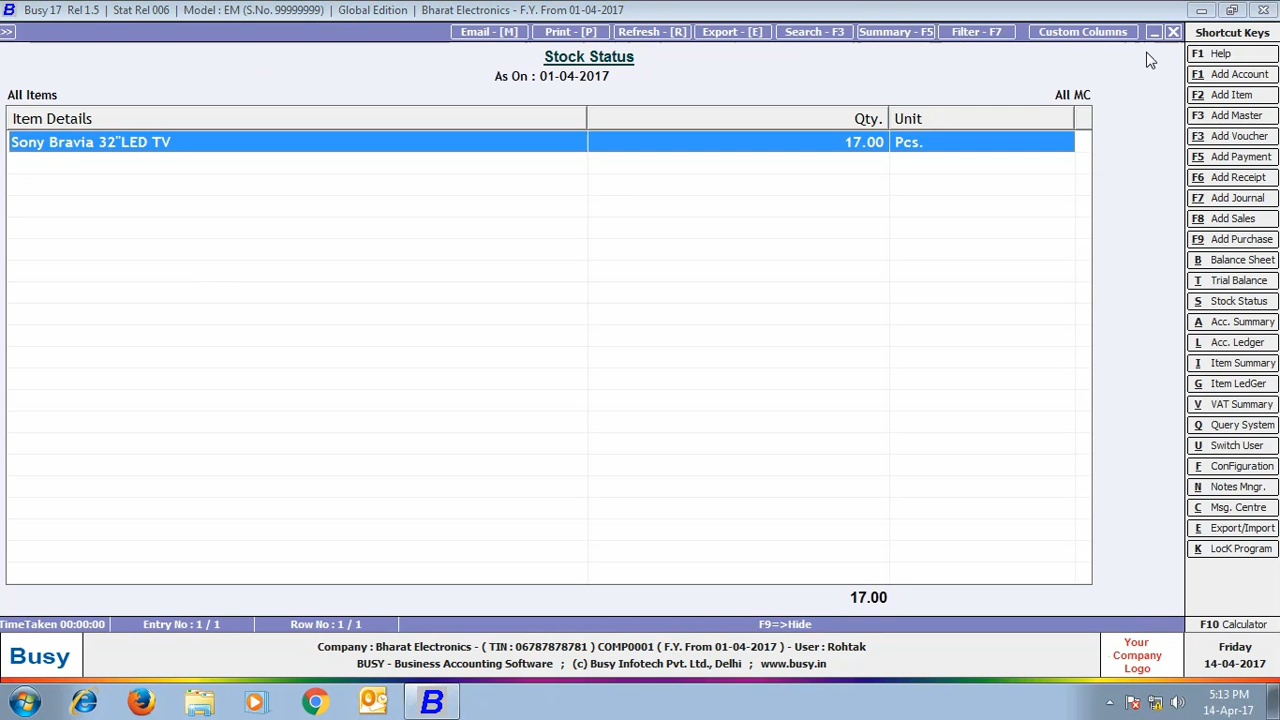 Busy 17 Rel 1.5 | Stat Rel 006 | Model : EM (S.No. 99999999) | Global Edition | Bharat Electronics - F.Y. From 01-04-2017
>> Email - [M] Print - [P] Refresh - [R] Export - [E] Search - F3 Summary - F5 Filter - F7 Custom Columns
Stock Status
As On : 01-04-2017
All Items All MC
Item Details Qty. Unit
Sony Bravia 32"LED TV 17.00 Pcs.
17.00
TimeTaken 00:00:00 Entry No : 1 / 1 Row No : 1 / 1 F9=>Hide
Shortcut Keys
F1 Help
F1 Add Account
F2 Add Item
F3 Add Master
F3 Add Voucher
F5 Add Payment
F6 Add Receipt
F7 Add Journal
F8 Add Sales
F9 Add Purchase
B Balance Sheet
T Trial Balance
S Stock Status
A Acc. Summary
L Acc. Ledger
I Item Summary
G Item LedGer
V VAT Summary
Q Query System
U Switch User
F ConFiguration
N Notes Mngr.
C Msg. Centre
E Export/Import
K LocK Program
F10 Calculator
Busy
Company : Bharat Electronics - ( TIN : 06787878781 ) COMP0001 ( F.Y. From 01-04-2017 ) - User : Rohtak
BUSY - Business Accounting Software ; (c) Busy Infotech Pvt. Ltd., Delhi ; www.busy.in
Your
Company
Logo
Friday
14-04-2017
B
5:13 PM
14-Apr-17